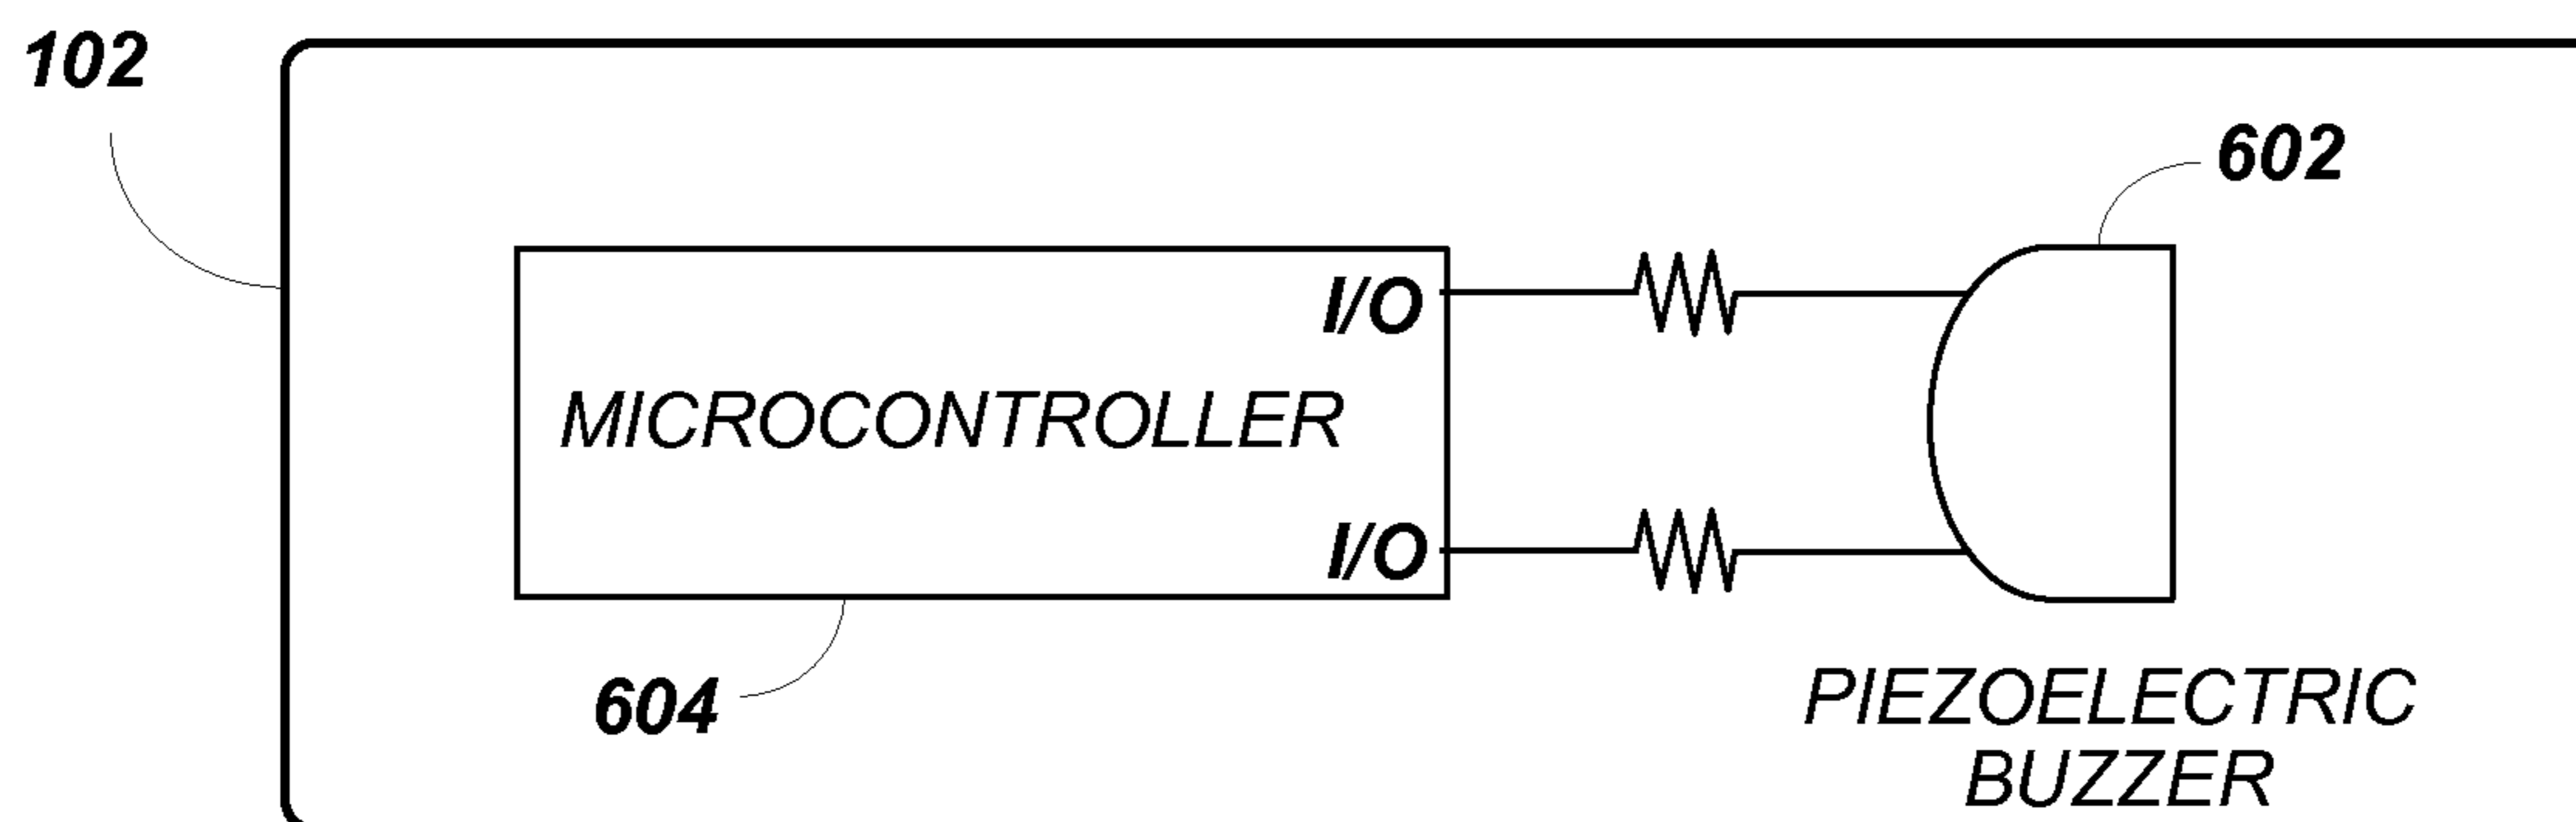 102
602
I/O
MICROCONTROLLER
I/O
604
PIEZOELECTRIC
BUZZER